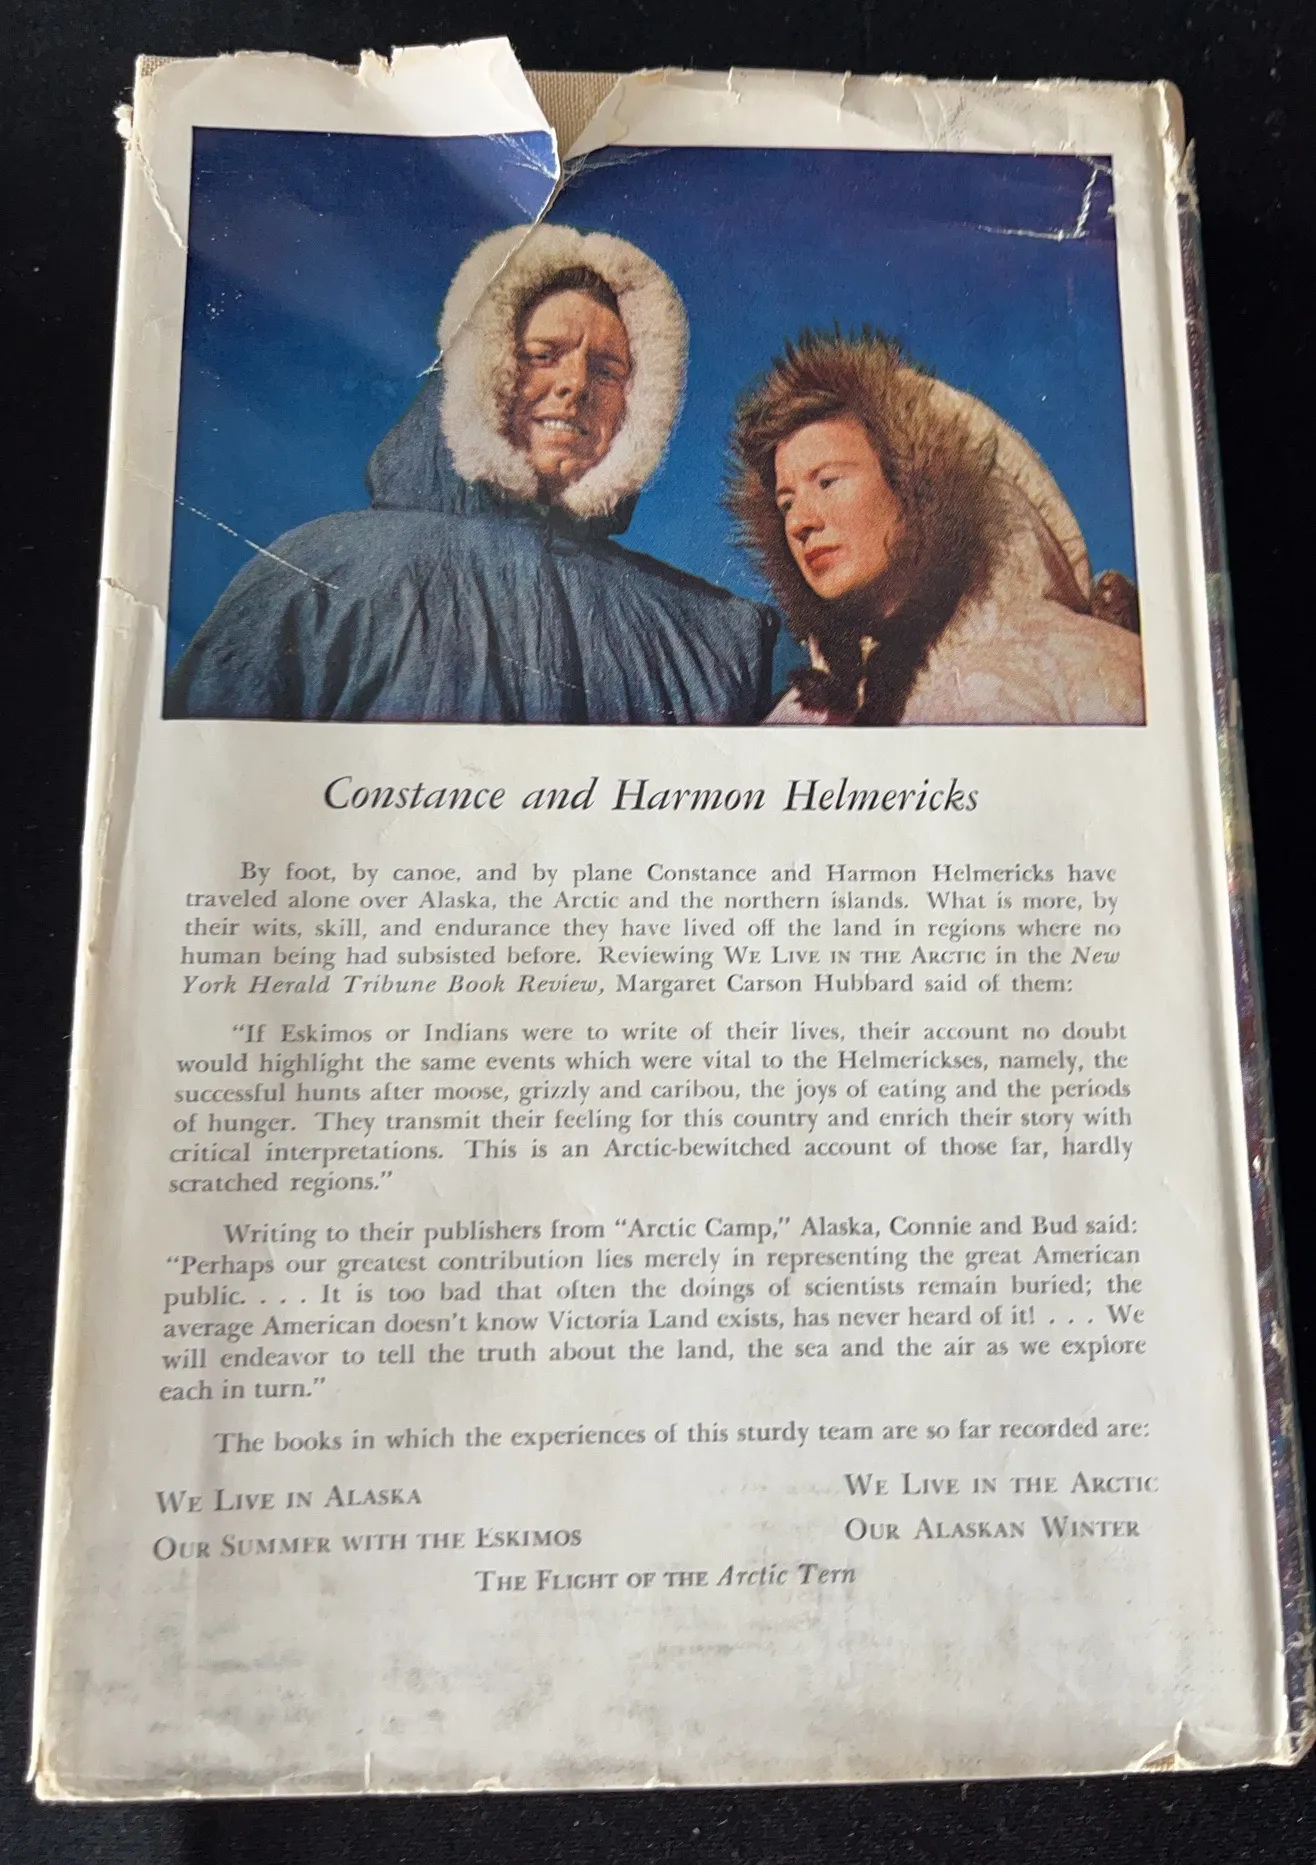 Constance and Harmon Helmericks
By foot, by canoe, and by plane Constance and Harmon Helmericks have
traveled alone over Alaska, the Arctic and the northern islands. What is more, by
their wits, skill, and endurance they have lived off the land in regions where no
human being had subsisted before. Reviewing WE LIVE IN THE ARCTIC in the New
York Herald Tribune Book Review, Margaret Carson Hubbard said of them:
“If Eskimos or Indians were to write of their lives, their account no doubt
would highlight the same events which were vital to the Helmerickses, namely, the
successful hunts after moose, grizzly and caribou, the joys of eating and the periods
of hunger. They transmit their feeling for this country and enrich their story with
critical interpretations. This is an Arctic-bewitched account of those far, hardly
scratched regions.”
Writing to their publishers from “Arctic Camp,” Alaska, Connie and Bud said:
“Perhaps our greatest contribution lies merely in representing the great American
public. . . . It is too bad that often the doings of scientists remain buried; the
average American doesn't know Victoria Land exists, has never heard of it! . . . We
will endeavor to tell the truth about the land, the sea and the air as we explore
each in turn.”
The books in which the experiences of this sturdy team are so far recorded are:
WE LIVE IN ALASKA WE LIVE IN THE ARCTIC
OUR SUMMER WITH THE ESKIMOS OUR ALASKAN WINTER
THE FLIGHT OF THE Arctic Tern